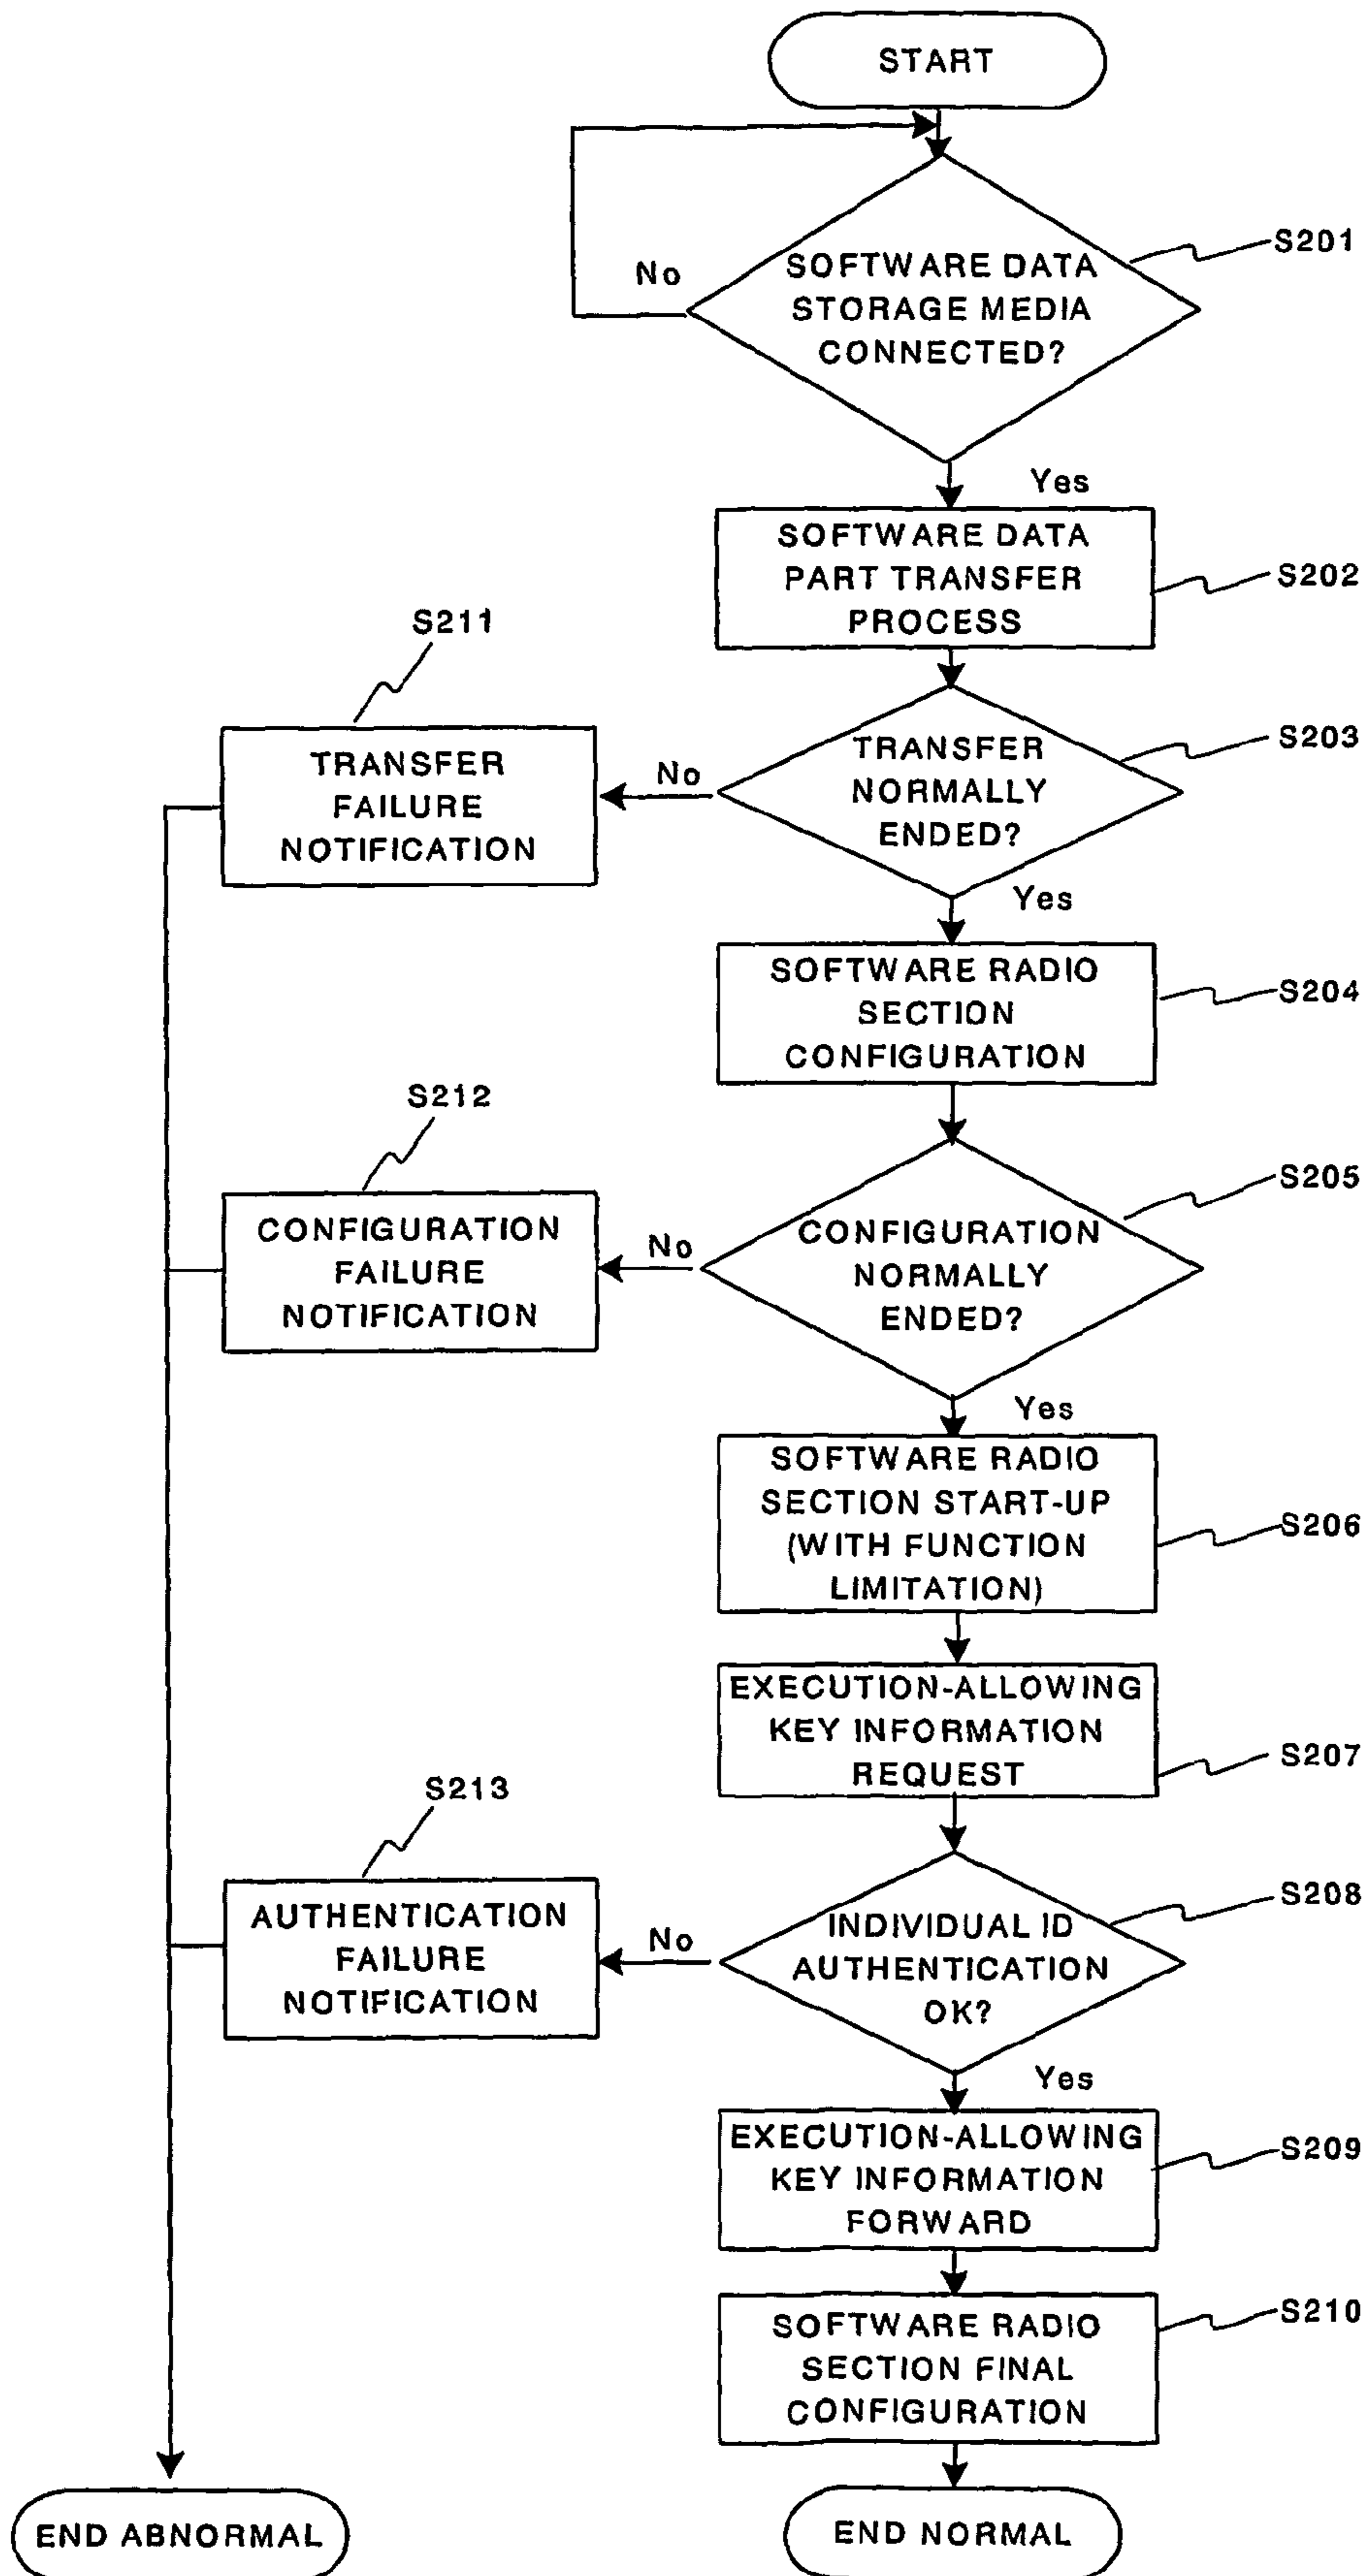 START
S201
No
SOFTWARE DATA
STORAGE MEDIA
CONNECTED?
Yes
SOFTWARE DATA
PART TRANSFER
PROCESS
S202
S211
TRANSFER
FAILURE
NOTIFICATION
No
TRANSFER
NORMALLY
ENDED?
S203
Yes
SOFTWARE RADIO
SECTION
CONFIGURATION
S204
S212
CONFIGURATION
FAILURE
NOTIFICATION
No
CONFIGURATION
NORMALLY
ENDED?
S205
Yes
SOFTWARE RADIO
SECTION START-UP
(WITH FUNCTION
LIMITATION)
S206
EXECUTION-ALLOWING
KEY INFORMATION
REQUEST
S207
S213
AUTHENTICATION
FAILURE
NOTIFICATION
No
INDIVIDUAL ID
AUTHENTICATION
OK?
S208
Yes
EXECUTION-ALLOWING
KEY INFORMATION
FORWARD
S209
SOFTWARE RADIO
SECTION FINAL
CONFIGURATION
S210
END ABNORMAL
END NORMAL